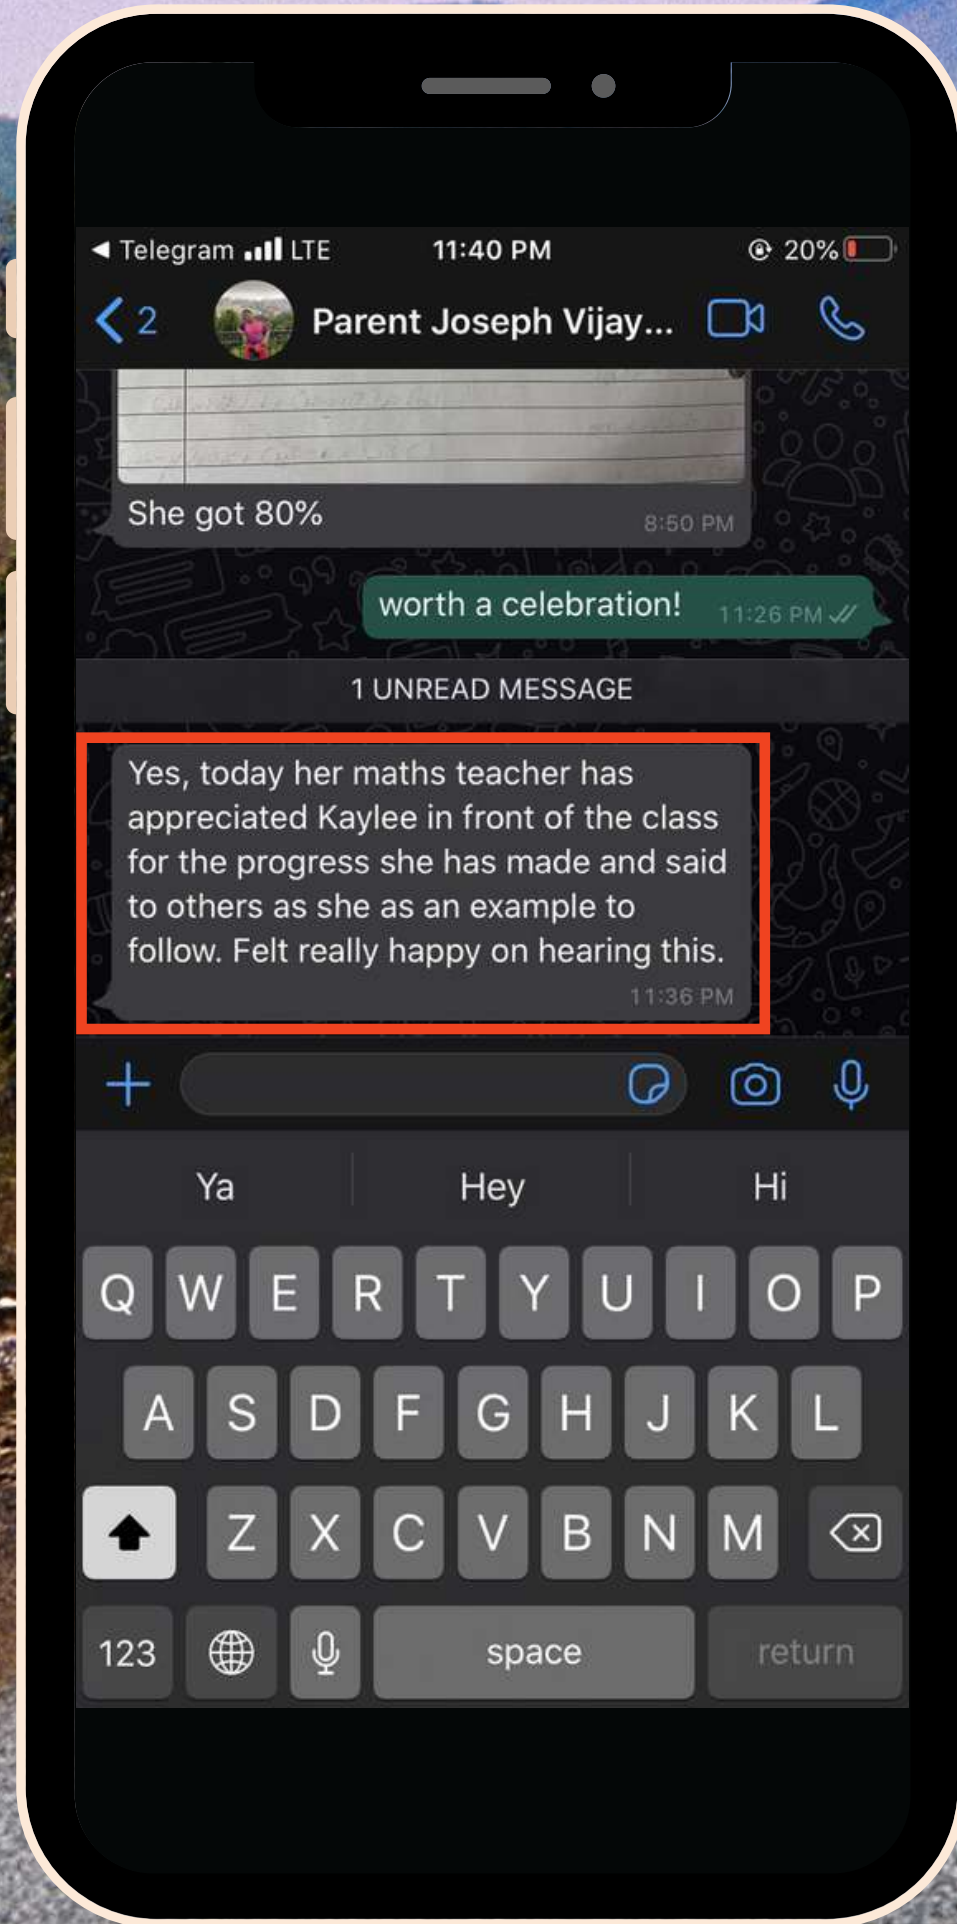 ◀ Telegram LTE 11:40 PM 20%
2 Parent Joseph Vijay...
She got 80%
8:50 PM
worth a celebration! 11:26 PM
1 UNREAD MESSAGE
Yes, today her maths teacher has
appreciated Kaylee in front of the class
for the progress she has made and said
to others as she as an example to
follow. Felt really happy on hearing this.
11:36 PM
Ya Hey Hi
Q W E R T Y U I O P
A S D F G H J K L
Z X C V B N M
123 space return